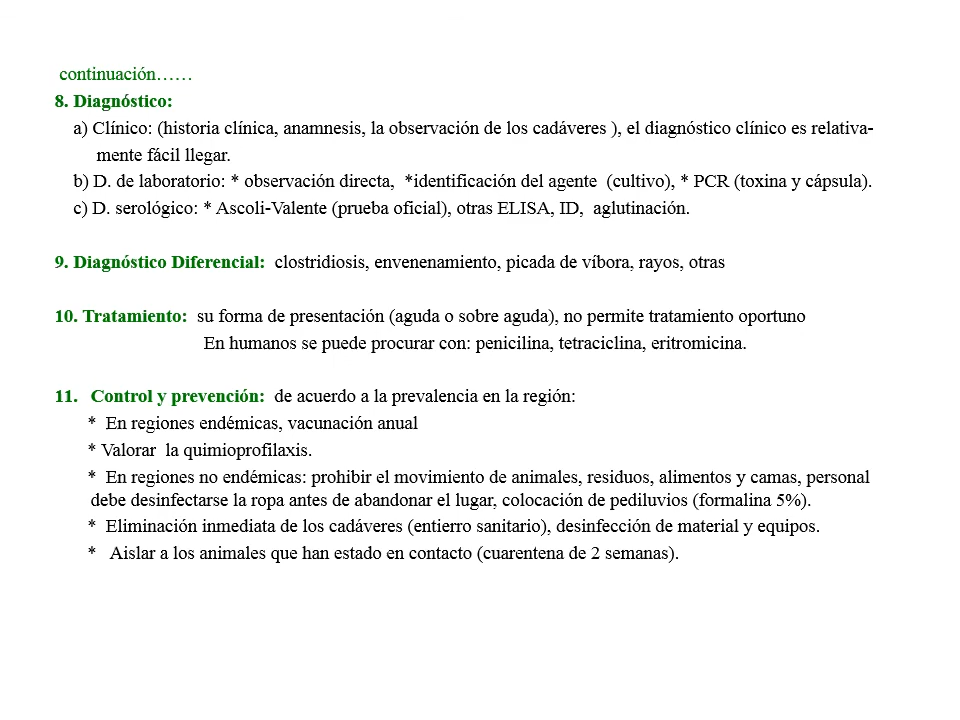 continuación……
8. Diagnóstico:
a) Clínico: (historia clínica, anamnesis, la observación de los cadáveres ), el diagnóstico clínico es relativa-
mente fácil llegar.
b) D. de laboratorio: * observación directa,  *identificación del agente  (cultivo), * PCR (toxina y cápsula).
c) D. serológico: * Ascoli-Valente (prueba oficial), otras ELISA, ID,  aglutinación.
9. Diagnóstico Diferencial:  clostridiosis, envenenamiento, picada de víbora, rayos, otras
10. Tratamiento:  su forma de presentación (aguda o sobre aguda), no permite tratamiento oportuno
En humanos se puede procurar con: penicilina, tetraciclina, eritromicina.
11.  Control y prevención:  de acuerdo a la prevalencia en la región:
*  En regiones endémicas, vacunación anual
* Valorar  la quimioprofilaxis.
*  En regiones no endémicas: prohibir el movimiento de animales, residuos, alimentos y camas, personal
debe desinfectarse la ropa antes de abandonar el lugar, colocación de pediluvios (formalina 5%).
*  Eliminación inmediata de los cadáveres (entierro sanitario), desinfección de material y equipos.
*   Aislar a los animales que han estado en contacto (cuarentena de 2 semanas).